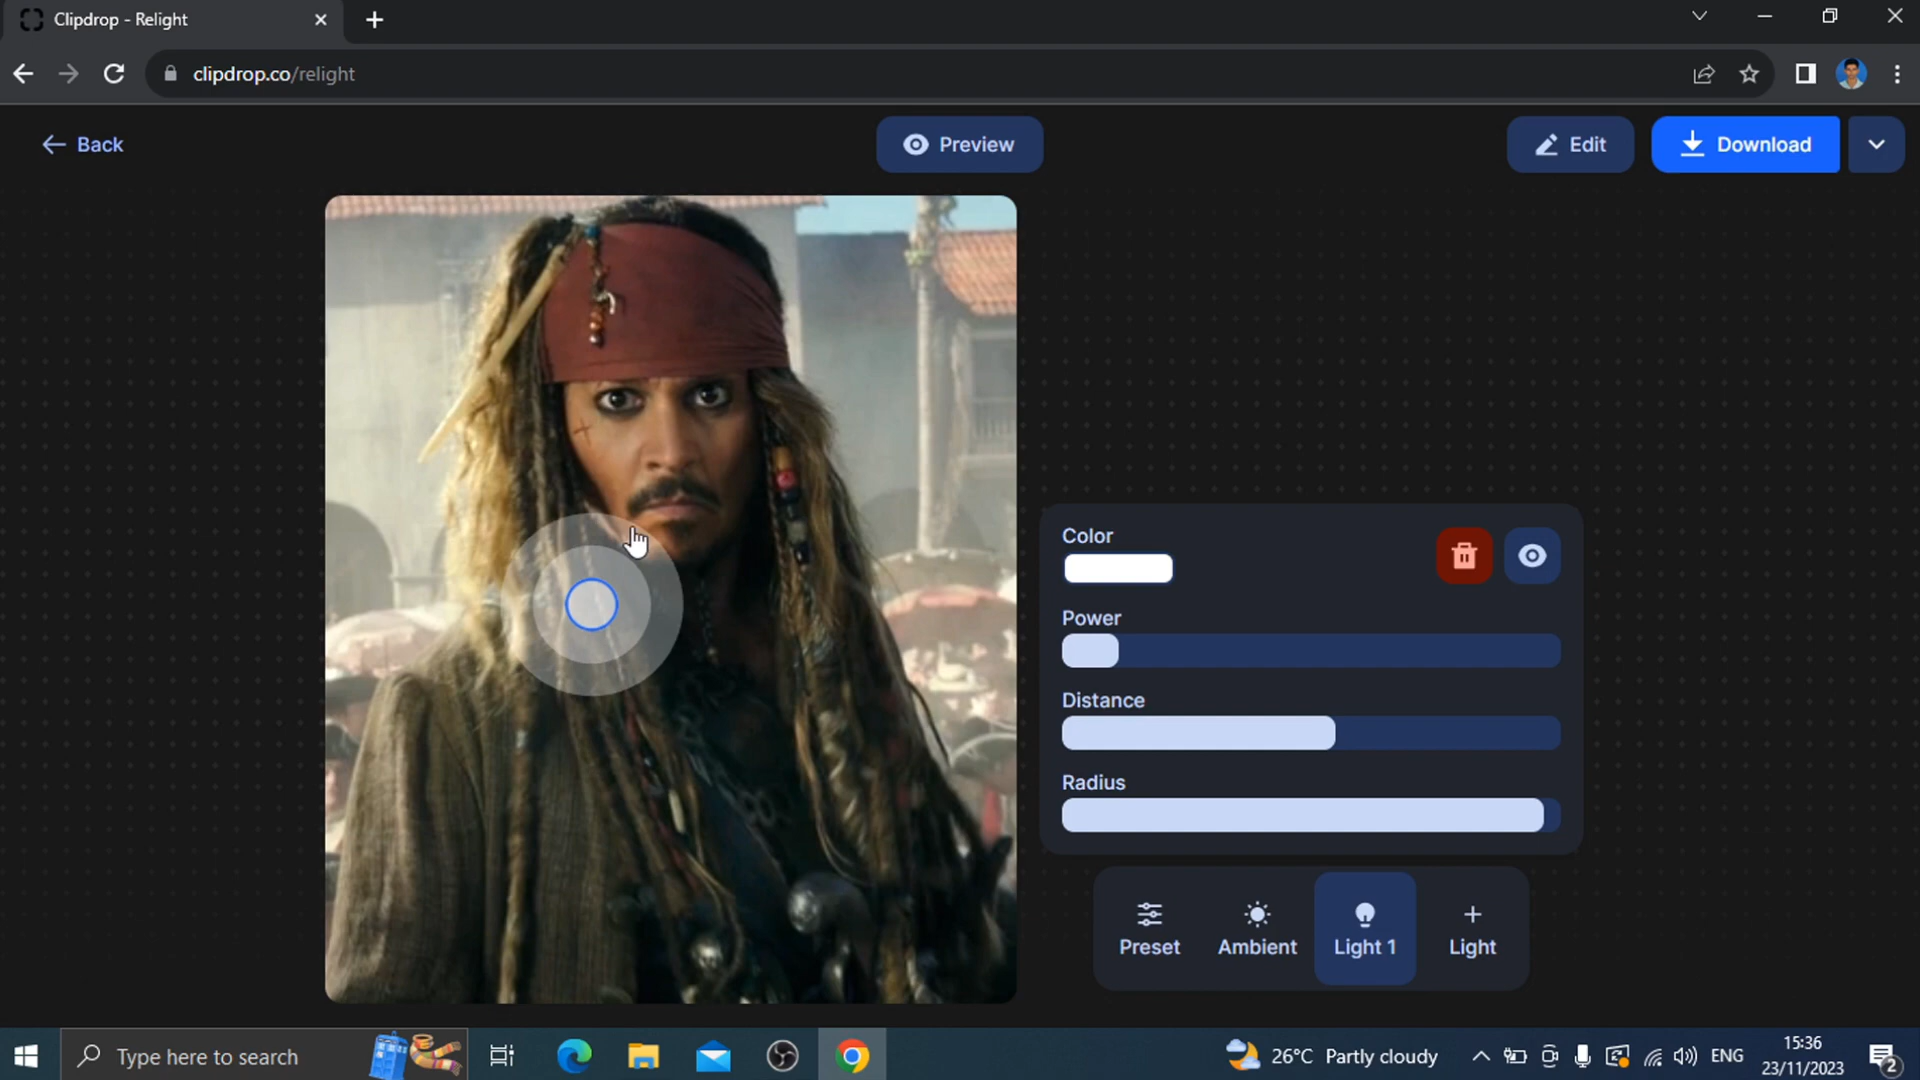 Clipdrop - Relight
clipdrop.co/relight
Back
Preview
Edit
Download
Color
Power
Distance
Radius
Preset
Ambient
Light 1
Light
Type here to search
26°C Partly cloudy
ENG
15:36
23/11/2023
2